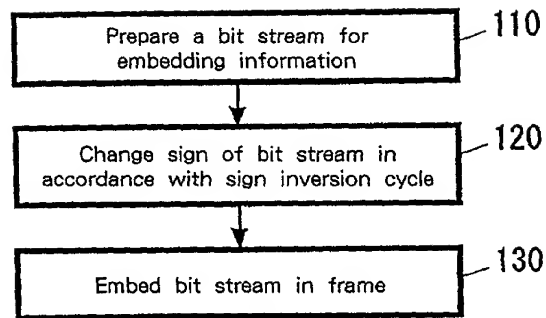 Prepare a bit stream for
embedding information
110
Change sign of bit stream in
accordance with sign inversion cycle
120
Embed bit stream in frame
130